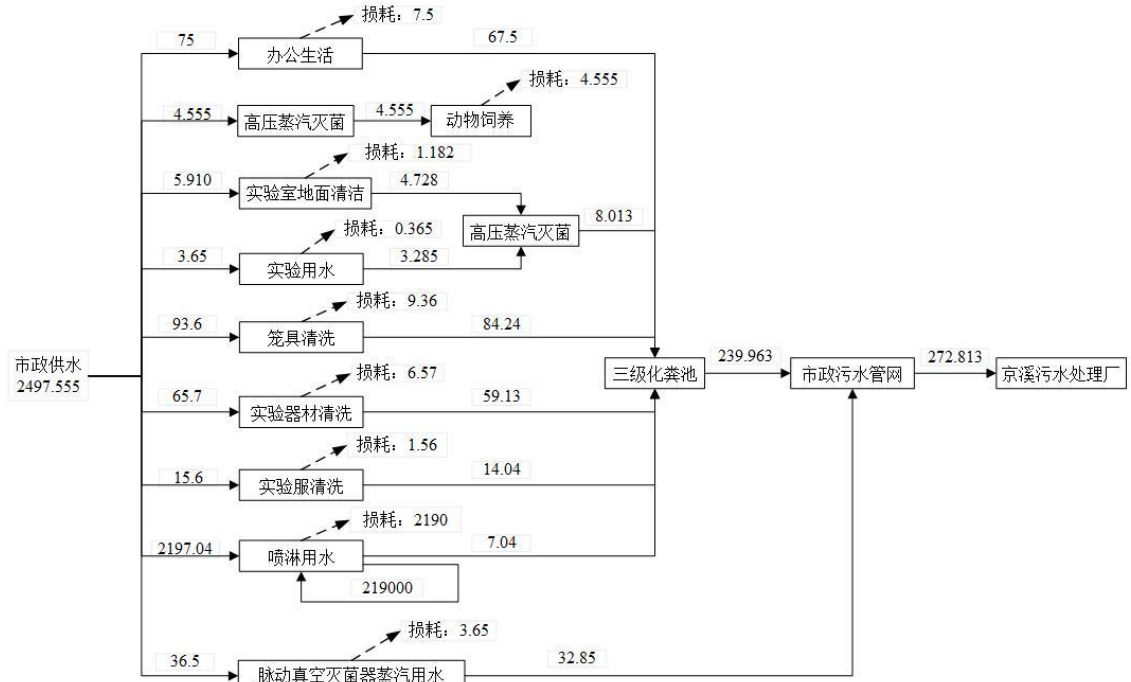 损耗：7.5
75
办公生活
67.5
损耗：4.555
4.555
高压蒸汽灭菌
4.555
动物饲养
损耗：1.182
5.910
实验室地面清洁
4.728
高压蒸汽灭菌
8.013
损耗：0.365
3.65
实验用水
3.285
损耗：9.36
93.6
笼具清洗
84.24
市政供水
2497.555
三级化粪池
239.963
市政污水管网
272.813
京溪污水处理厂
损耗：6.57
65.7
实验器材清洗
59.13
损耗：1.56
15.6
实验服清洗
14.04
损耗：2190
2197.04
喷淋用水
7.04
219000
损耗：3.65
36.5
脉动真空灭菌器蒸汽用水
32.85